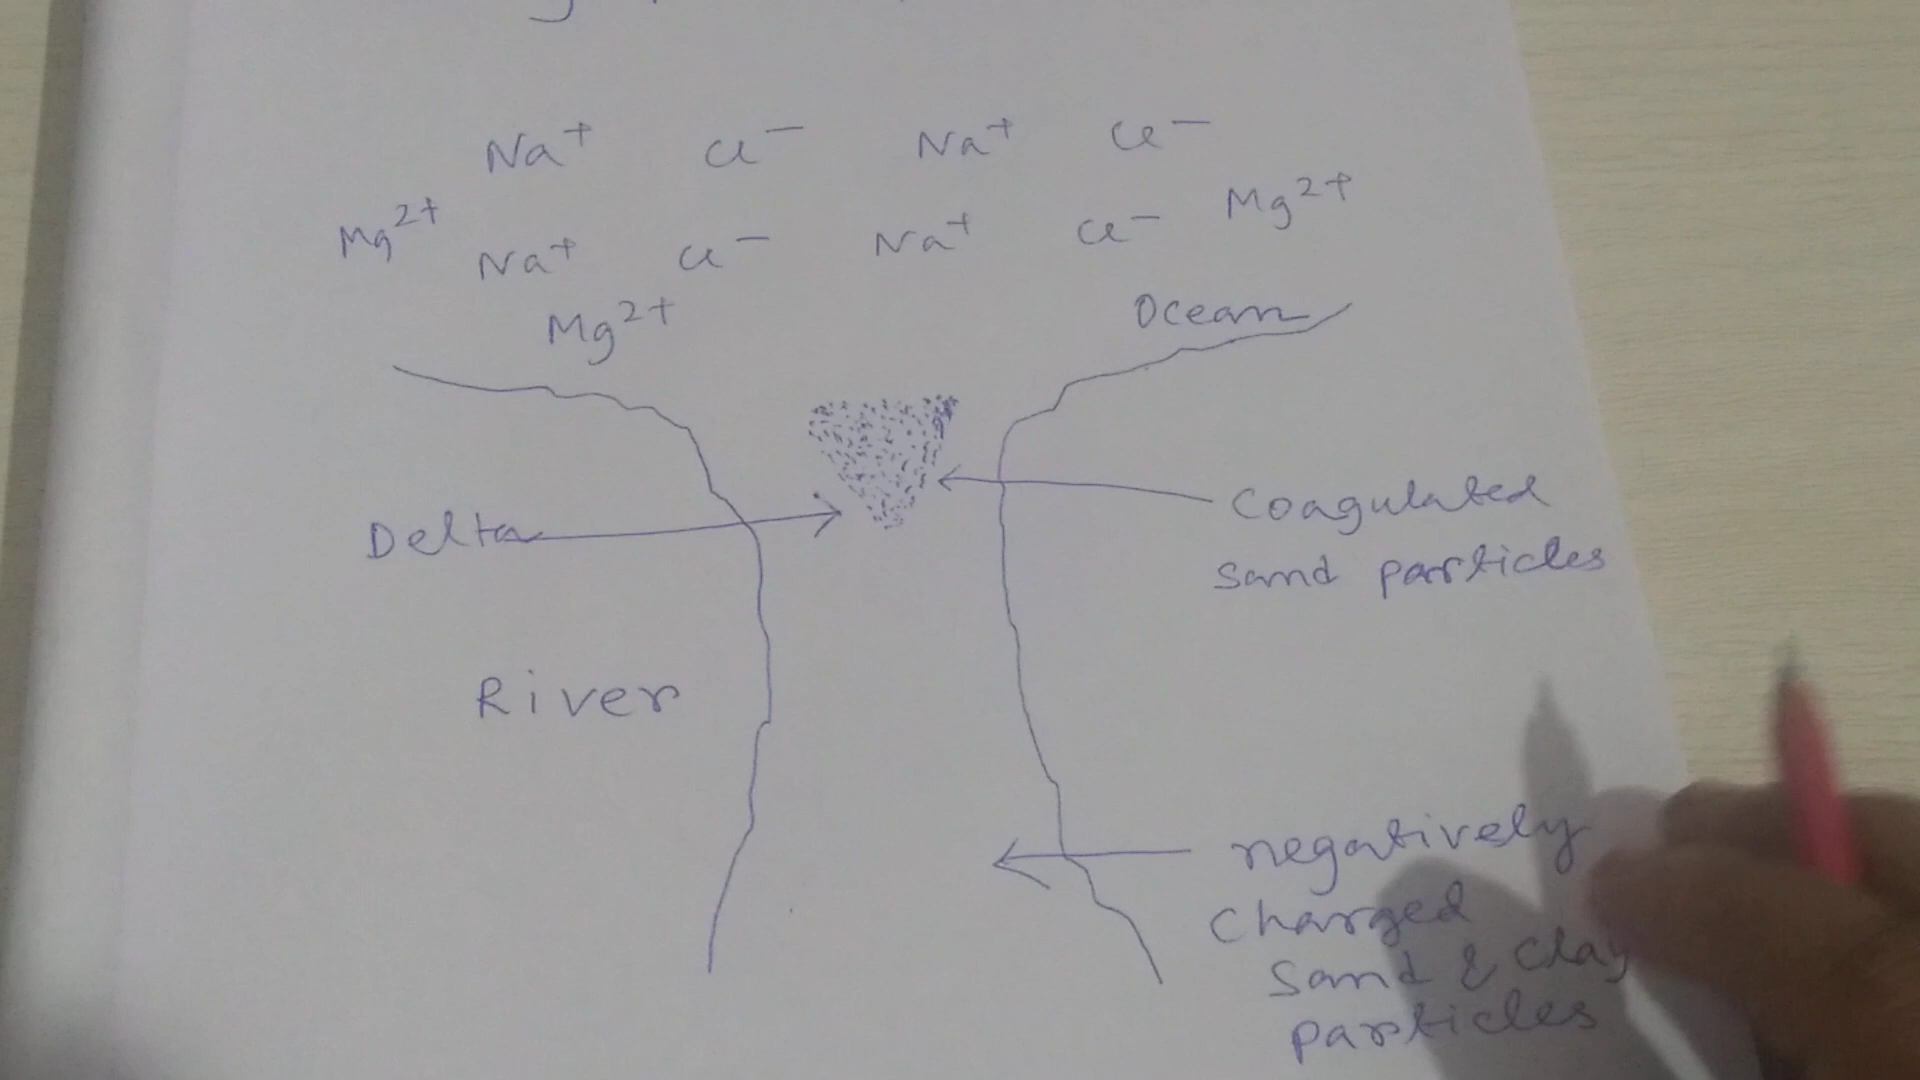 Na+ Cl- Na+ Cl-
Mg2+ Na+ Cl- Na+ Cl- Mg2+
Mg2+
Ocean
Delta
Coagulated
sand particles
River
negatively
charged
sand & clay
particles